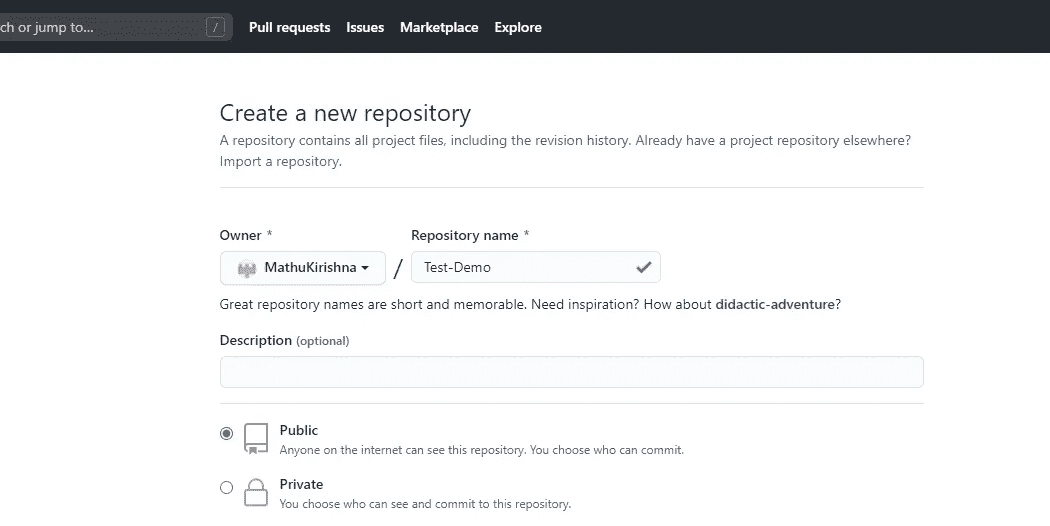 ch or jump to... / Pull requests Issues Marketplace Explore
Create a new repository
A repository contains all project files, including the revision history. Already have a project repository elsewhere?
Import a repository.
Owner * Repository name *
MathuKirishna / Test-Demo
Great repository names are short and memorable. Need inspiration? How about didactic-adventure?
Description (optional)
Public
Anyone on the internet can see this repository. You choose who can commit.
Private
You choose who can see and commit to this repository.